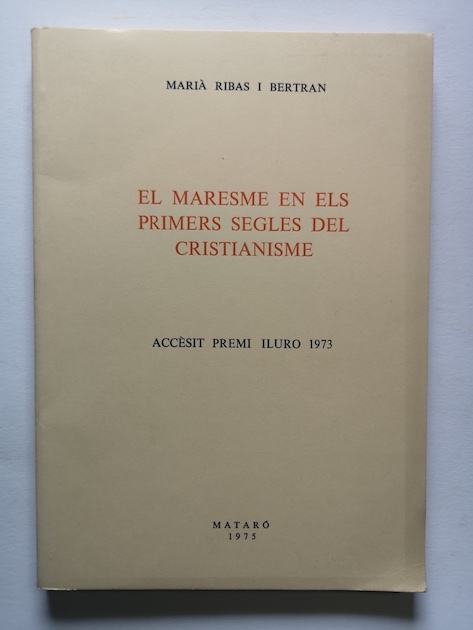 MARIÀ RIBAS I BERTRAN
EL MARESME EN ELS
PRIMERS SEGLES DEL
CRISTIANISME
ACCÈSIT PREMI ILURO 1973
MATARÓ
1975